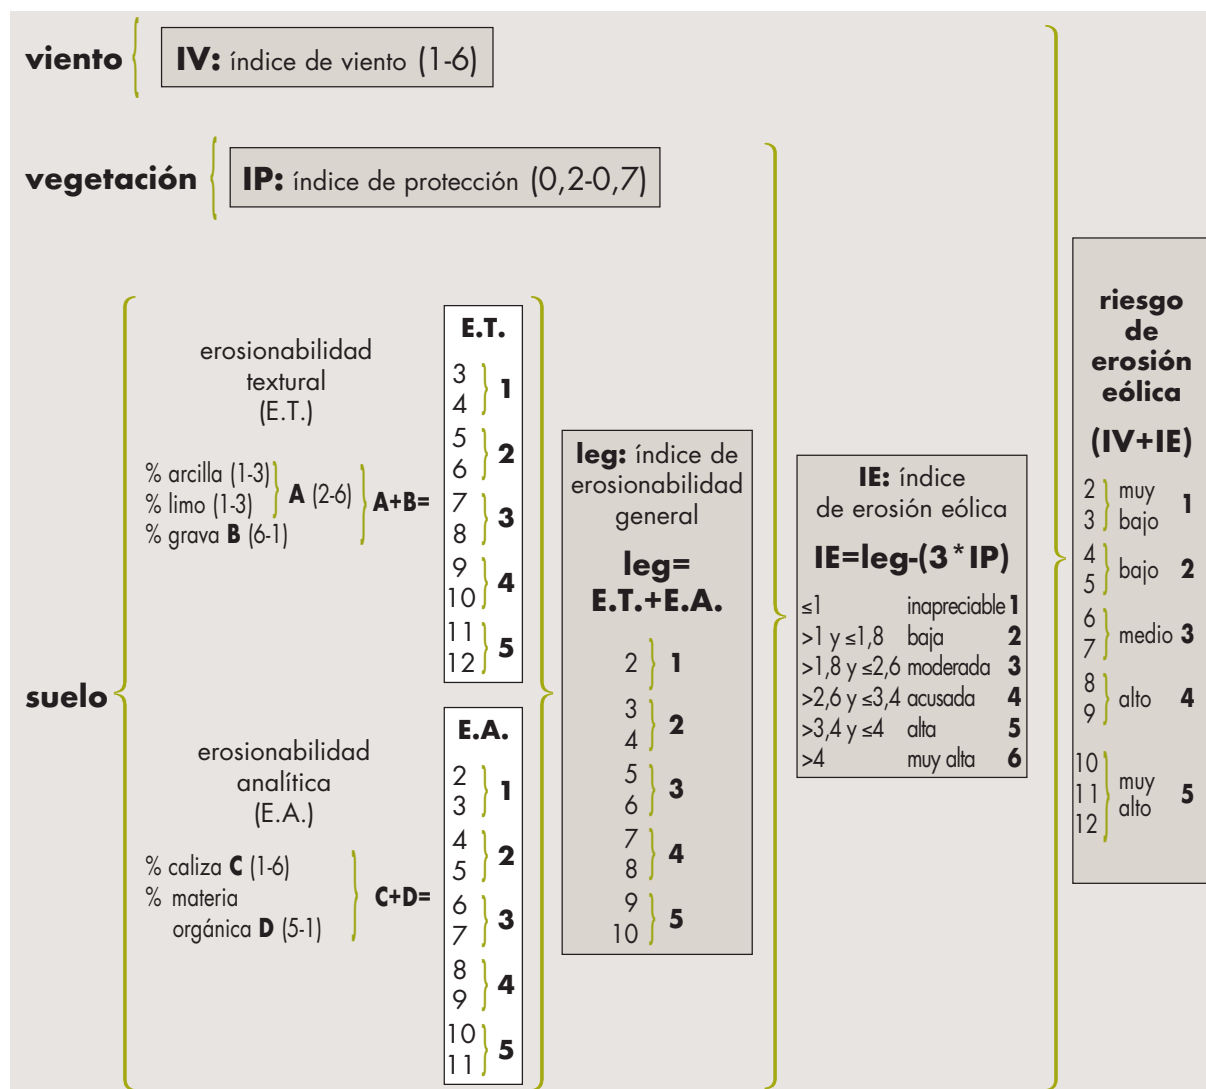 viento
IV: índice de viento (1-6)
vegetación
IP: índice de protección (0,2-0,7)
suelo
erosionabilidad
textural
(E.T.)
% arcilla (1-3)
% limo (1-3)
A (2-6)
% grava B (6-1)
A+B=
E.T.
3
4
1
5
6
2
7
8
3
9
10
4
11
12
5
erosionabilidad
analítica
(E.A.)
% caliza C (1-6)
% materia
orgánica D (5-1)
C+D=
E.A.
2
3
1
4
5
2
6
7
3
8
9
4
10
11
5
leg: índice de
erosionabilidad
general
leg=
E.T.+E.A.
2
1
3
4
2
5
6
3
7
8
4
9
10
5
IE: índice
de erosión eólica
IE=leg-(3*IP)
≤1 inapreciable 1
>1 y ≤1,8 baja 2
>1,8 y ≤2,6 moderada 3
>2,6 y ≤3,4 acusada 4
>3,4 y ≤4 alta 5
>4 muy alta 6
riesgo
de
erosión
eólica
(IV+IE)
2
3
muy
bajo
1
4
5
bajo
2
6
7
medio
3
8
9
alto
4
10
11
12
muy
alto
5